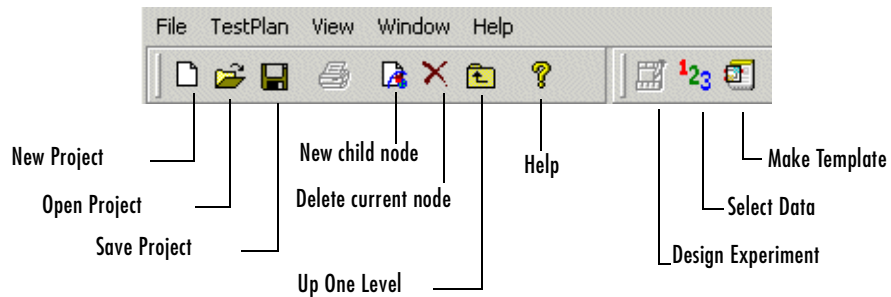 File TestPlan View Window Help
123
New Project
New child node
Help
Make Template
Open Project
Delete current node
Select Data
Save Project
Design Experiment
Up One Level